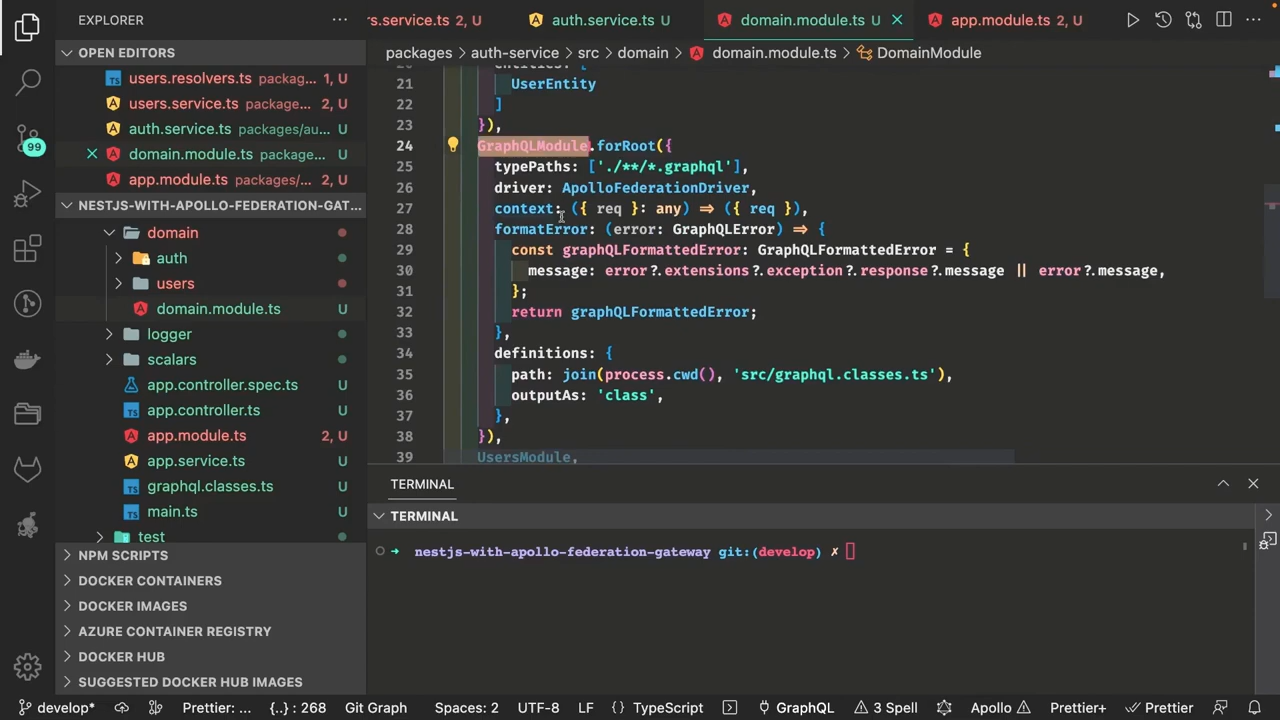 EXPLORER
rs.service.ts 2, U
auth.service.ts U
domain.module.ts U
app.module.ts 2, U
OPEN EDITORS
packages > auth-service > src > domain > domain.module.ts > DomainModule
users.resolvers.ts packag... 1, U
users.service.ts package... 2, U
auth.service.ts packages/au... U
domain.module.ts packag... U
app.module.ts packages/... 2, U
99
NESTJS-WITH-APOLLO-FEDERATION-GAT...
domain
auth
users
domain.module.ts U
logger
scalars
app.controller.spec.ts U
app.controller.ts U
app.module.ts 2, U
app.service.ts U
graphql.classes.ts U
main.ts U
test
NPM SCRIPTS
DOCKER CONTAINERS
DOCKER IMAGES
AZURE CONTAINER REGISTRY
DOCKER HUB
SUGGESTED DOCKER HUB IMAGES
20 entities: [
21 UserEntity
22 ]
23 }),
24 GraphQLModule.forRoot({
25 typePaths: ['./**/*.graphql'],
26 driver: ApolloFederationDriver,
27 context: ({ req }: any) => ({ req }),
28 formatError: (error: GraphQLError) => {
29 const graphQLFormattedError: GraphQLFormattedError = {
30 message: error?.extensions?.exception?.response?.message || error?.message,
31 };
32 return graphQLFormattedError;
33 },
34 definitions: {
35 path: join(process.cwd(), 'src/graphql.classes.ts'),
36 outputAs: 'class',
37 },
38 }),
39 UsersModule,
TERMINAL
TERMINAL
→ nestjs-with-apollo-federation-gateway git:(develop) ✗
develop* Prettier: ... {..} : 268 Git Graph Spaces: 2 UTF-8 LF { } TypeScript GraphQL 3 Spell Apollo Prettier+ Prettier